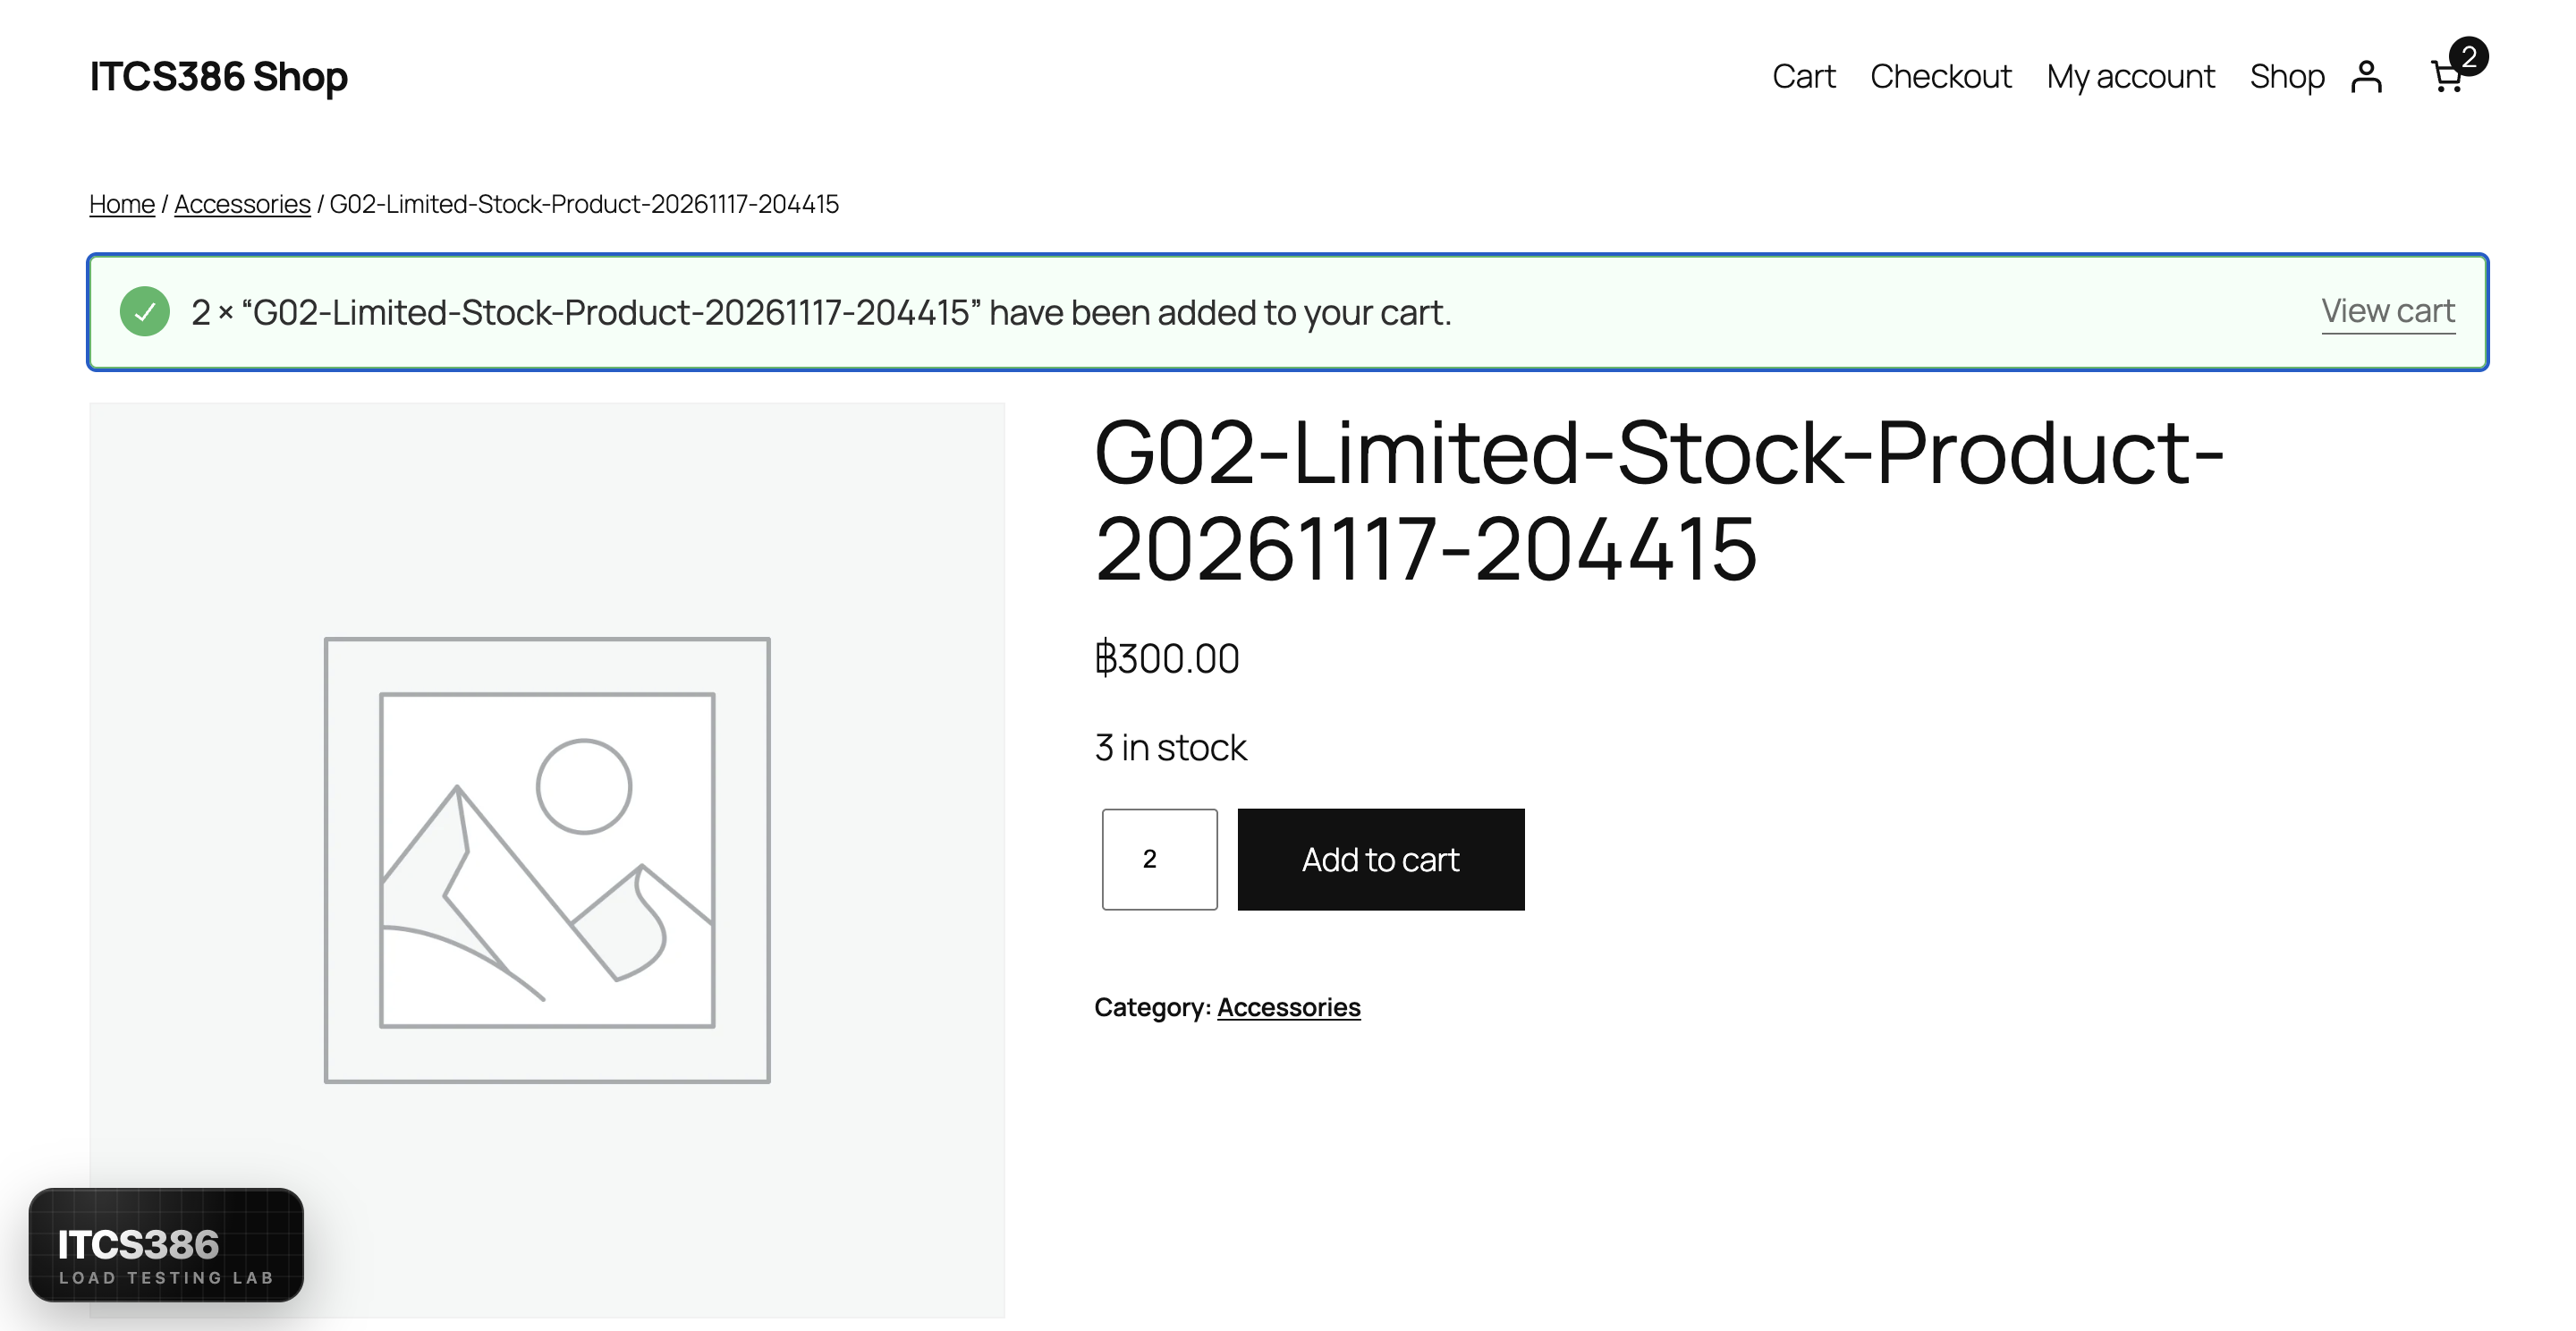 ITCS386 Shop
Cart Checkout My account Shop 2
Home / Accessories / G02-Limited-Stock-Product-20261117-204415
2 × “G02-Limited-Stock-Product-20261117-204415” have been added to your cart. View cart
G02-Limited-Stock-Product-
20261117-204415
฿300.00
3 in stock
2 Add to cart
Category: Accessories
ITCS386
LOAD TESTING LAB